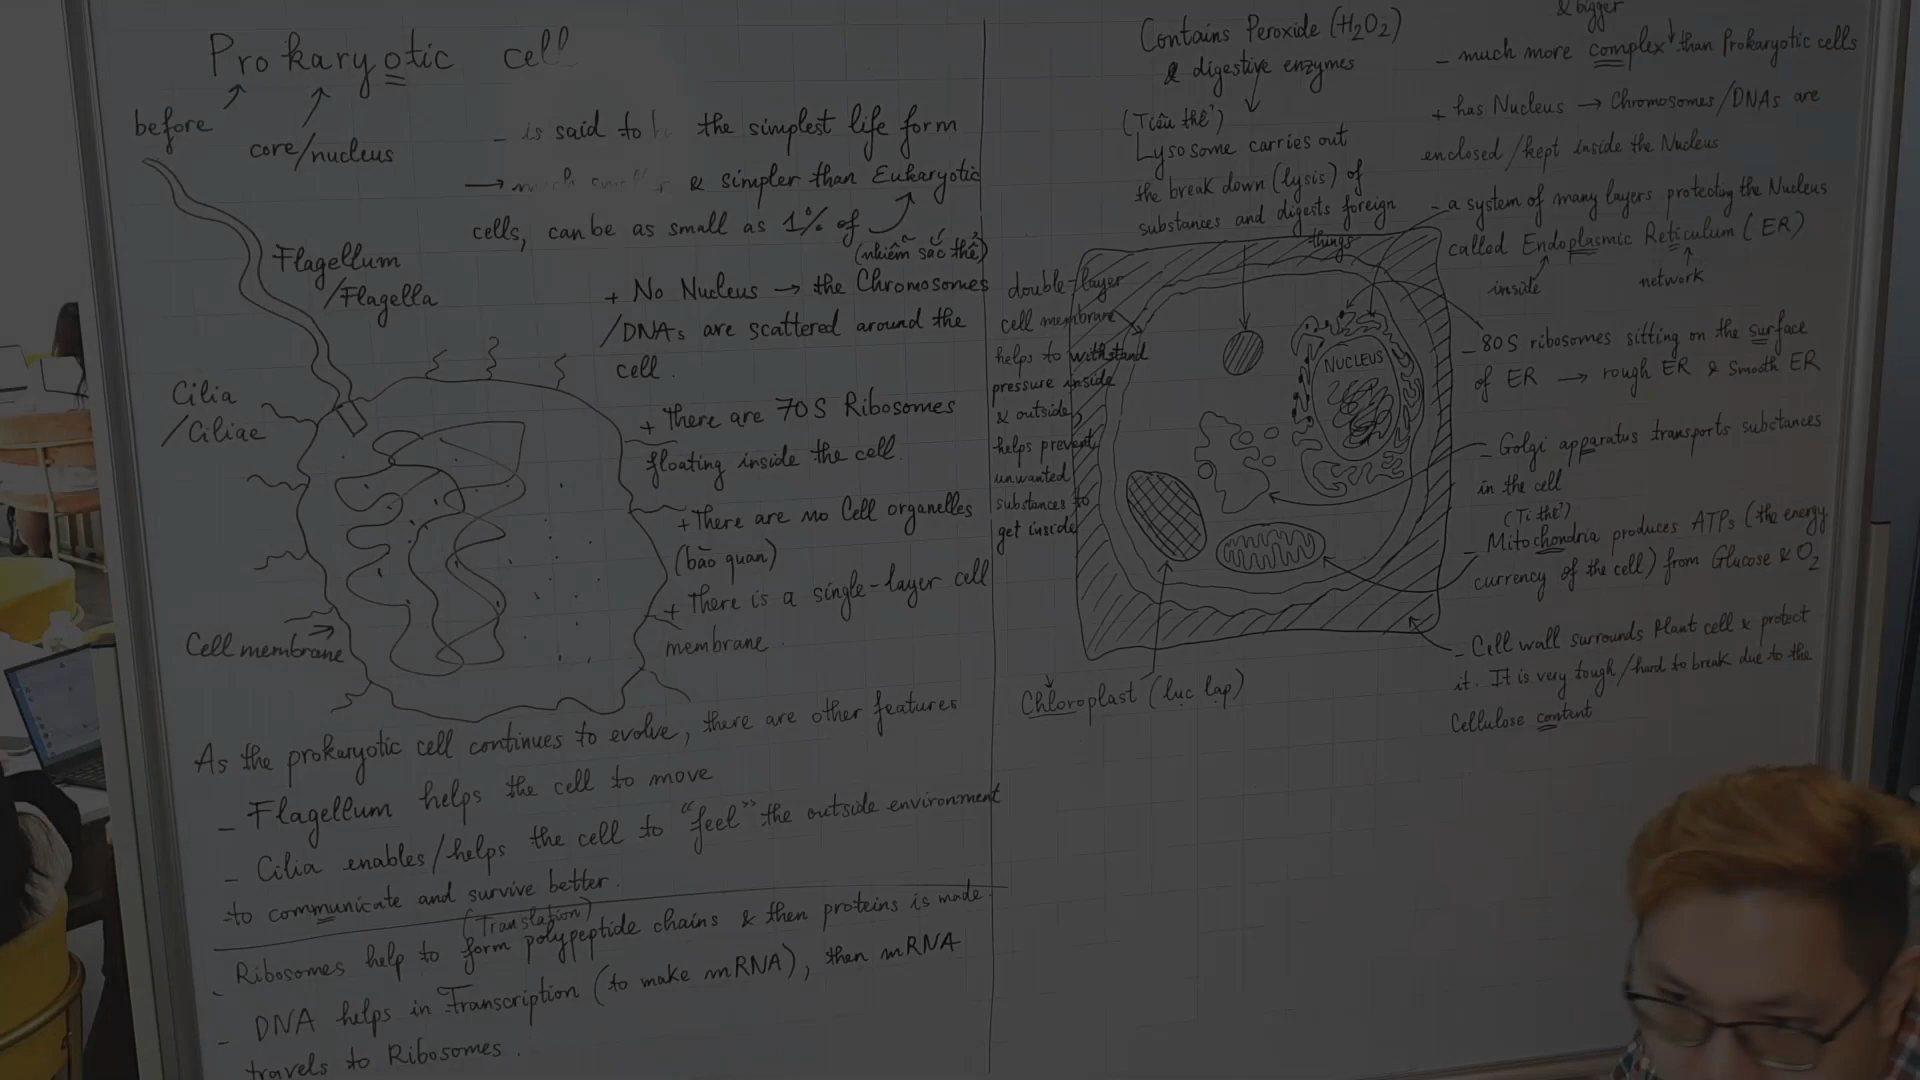 Prokaryotic cell
before
core/nucleus
- is said to the simplest life form
→ much smaller & simpler than Eukaryotic
cells, can be as small as 1% of
(nhiễm sắc thể)
Flagellum
/Flagella
+ No Nucleus → the Chromosomes
/DNAs are scattered around the
cell.
Cilia
/Ciliae
+ There are 70S Ribosomes
floating inside the cell.
+ There are no Cell organelles
(bào quan)
+ There is a single-layer cell
membrane.
Cell membrane
As the prokaryotic cell continues to evolve, there are other features
- Flagellum helps the cell to move
- Cilia enables/helps the cell to "feel" the outside environment
to communicate and survive better.
(Translation)
- Ribosomes help to form polypeptide chains & then proteins is made.
- DNA helps in Transcription (to make mRNA), then mRNA
travels to Ribosomes.
Contains Peroxide (H2O2)
& digestive enzymes
(Tiêu thể)
Lysosome carries out
the break down (lysis) of
substances and digests foreign
things
double-layer
cell membrane
helps to withstand
pressure inside
& outside,
helps prevent
unwanted
substances to
get inside
NUCLEUS
Chloroplast (lục lạp)
& bigger
- much more complex than Prokaryotic cells
+ has Nucleus → Chromosomes/DNAs are
enclosed/kept inside the Nucleus
- a system of many layers protecting the Nucleus
called Endoplasmic Reticulum (ER)
inside
network
- 80S ribosomes sitting on the surface
of ER → rough ER & smooth ER
- Golgi apparatus transports substances
in the cell
(Ti thể)
- Mitochondria produces ATPs (the energy
currency of the cell) from Glucose & O2
- Cell wall surrounds Plant cell & protect
it. It is very tough/hard to break due to the
Cellulose content